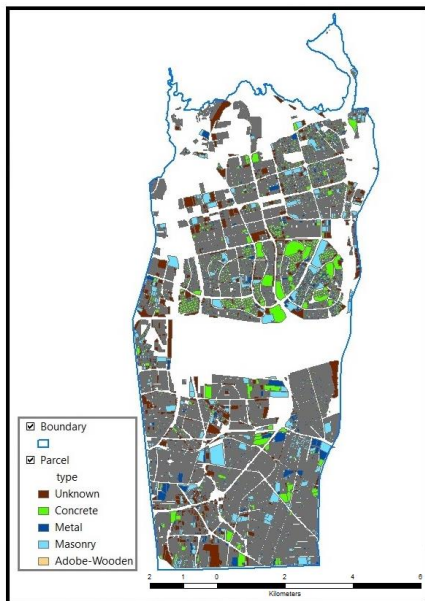 Boundary
Parcel
type
Unknown
Concrete
Metal
Masonry
Adobe-Wooden
2 1 0 2 4 6
Kilometers